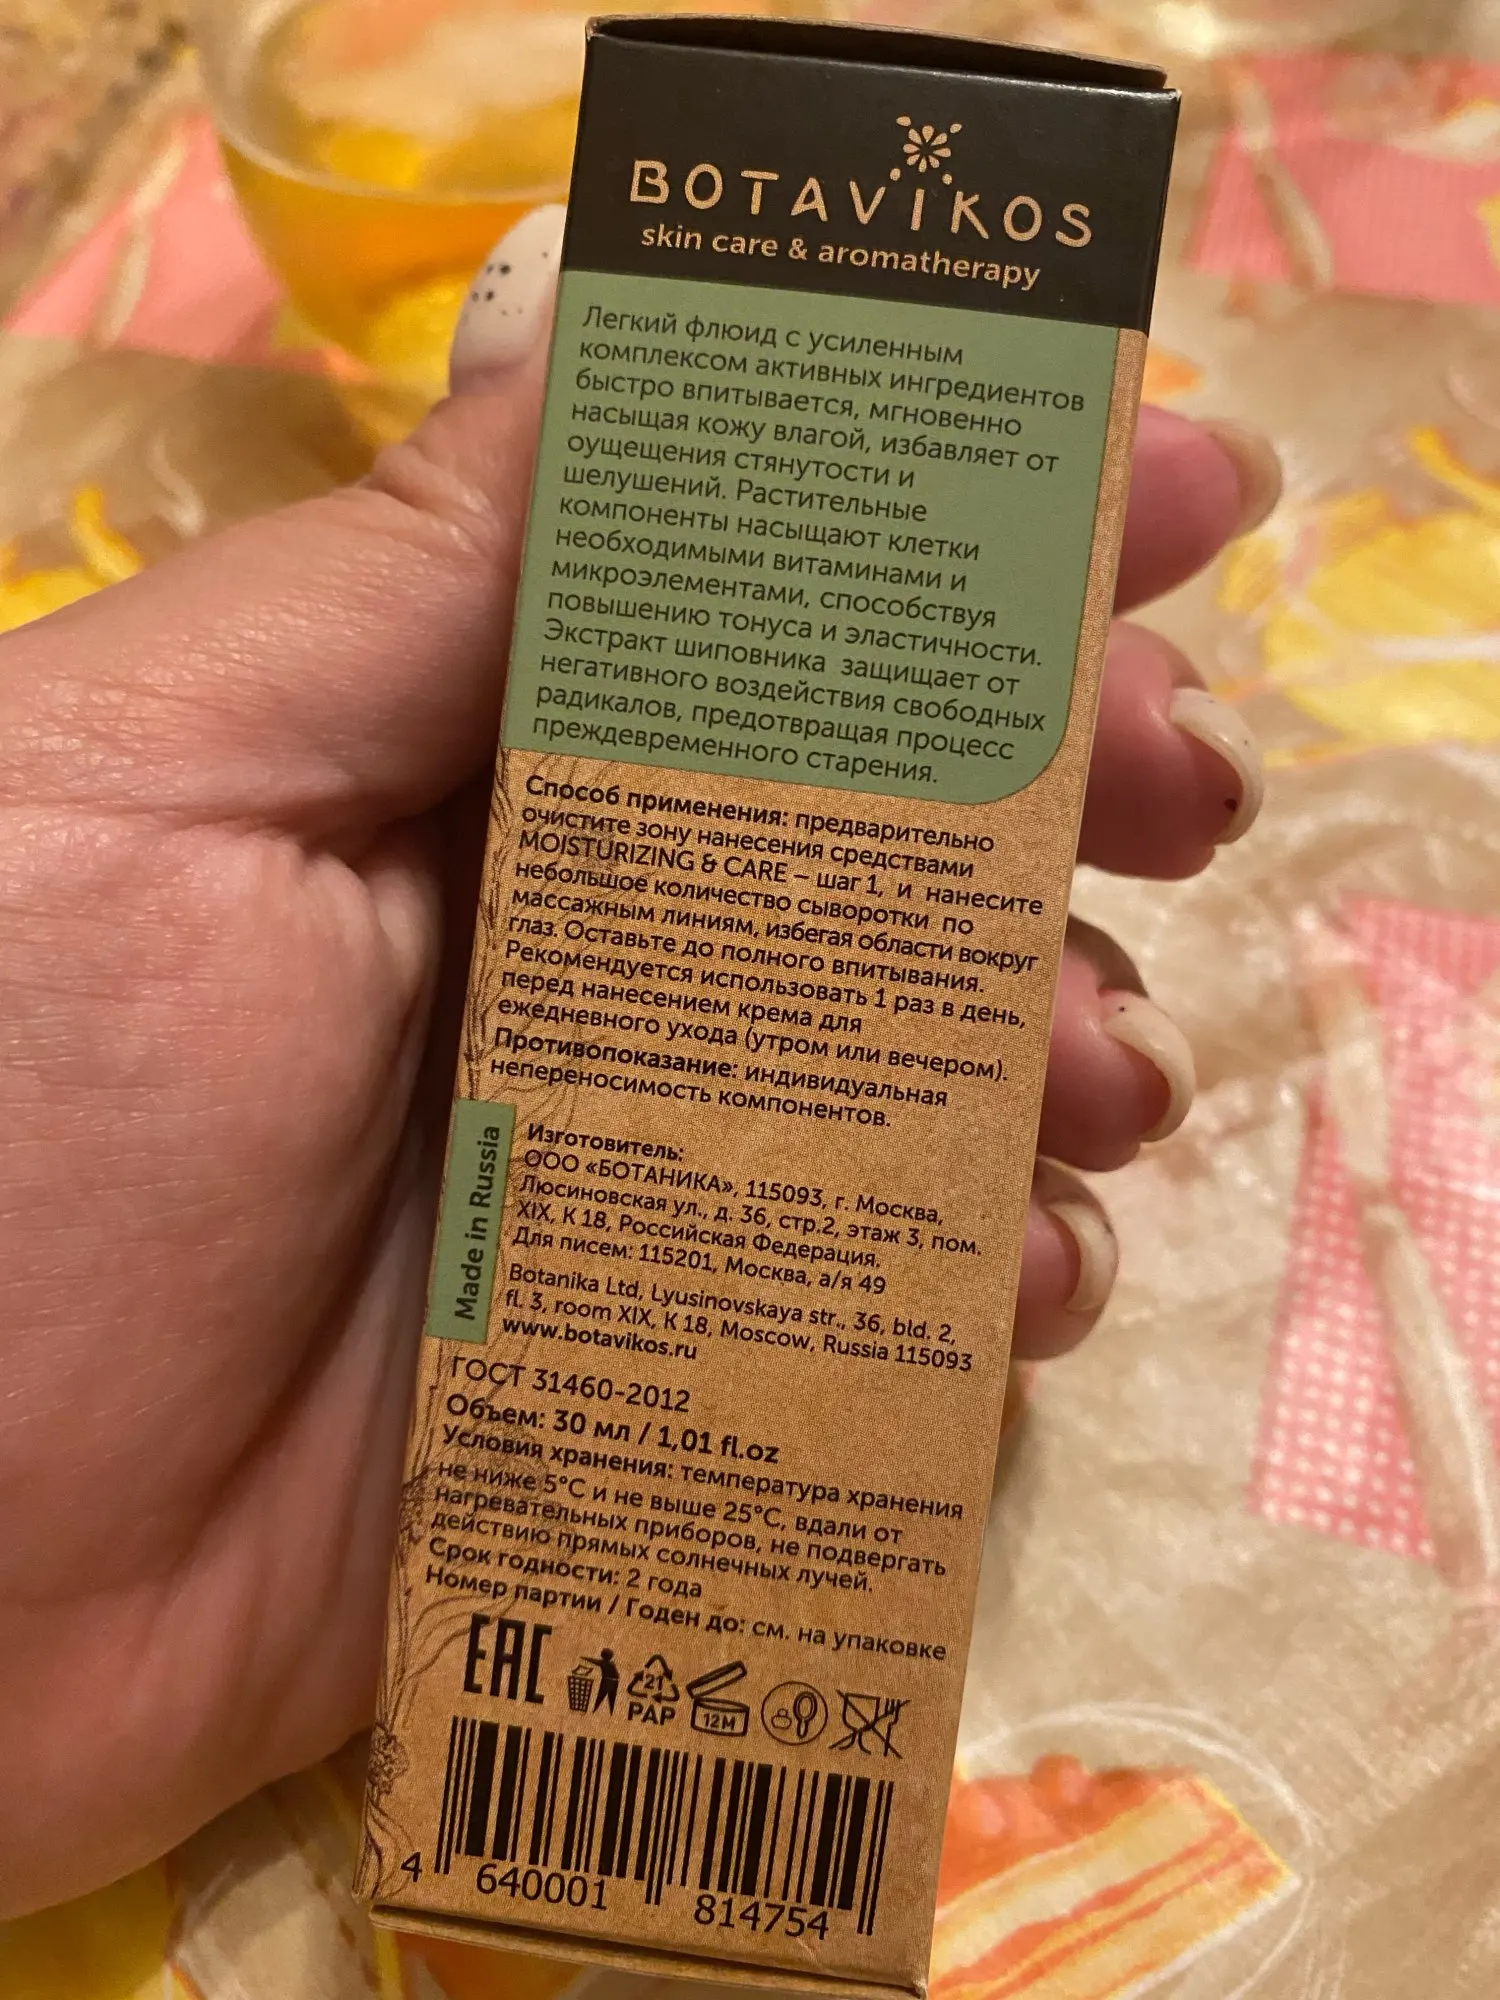 BOTAVIKOS
skin care & aromatherapy
Легкий флюид с усиленным
комплексом активных ингредиентов
быстро впитывается, мгновенно
насыщая кожу влагой, избавляет от
оущещения стянутости и
шелушений. Растительные
компоненты насыщают клетки
необходимыми витаминами и
микроэлементами, способствуя
повышению тонуса и эластичности.
Экстракт шиповника защищает от
негативного воздействия свободных
радикалов, предотвращая процесс
преждевременного старения.
Способ применения: предварительно
очистите зону нанесения средствами
MOISTURIZING & CARE – шаг 1, и нанесите
небольшое количество сыворотки по
массажным линиям, избегая области вокруг
глаз. Оставьте до полного впитывания.
Рекомендуется использовать 1 раз в день,
перед нанесением крема для
ежедневного ухода (утром или вечером).
Противопоказание: индивидуальная
непереносимость компонентов.
Made in Russia
Изготовитель:
ООО «БОТАНИКА», 115093, г. Москва,
Люсиновская ул., д. 36, стр.2, этаж 3, пом.
XIX, К 18, Российская Федерация.
Для писем: 115201, Москва, а/я 49
Botanika Ltd, Lyusinovskaya str., 36, bld. 2,
fl. 3, room XIX, K 18, Moscow, Russia 115093
www.botavikos.ru
ГОСТ 31460-2012
Объем: 30 мл / 1,01 fl.oz
Условия хранения: температура хранения
не ниже 5°C и не выше 25°C, вдали от
нагревательных приборов, не подвергать
действию прямых солнечных лучей.
Срок годности: 2 года
Номер партии / Годен до: см. на упаковке
EAC
21
PAP
12M
4 640001 814754